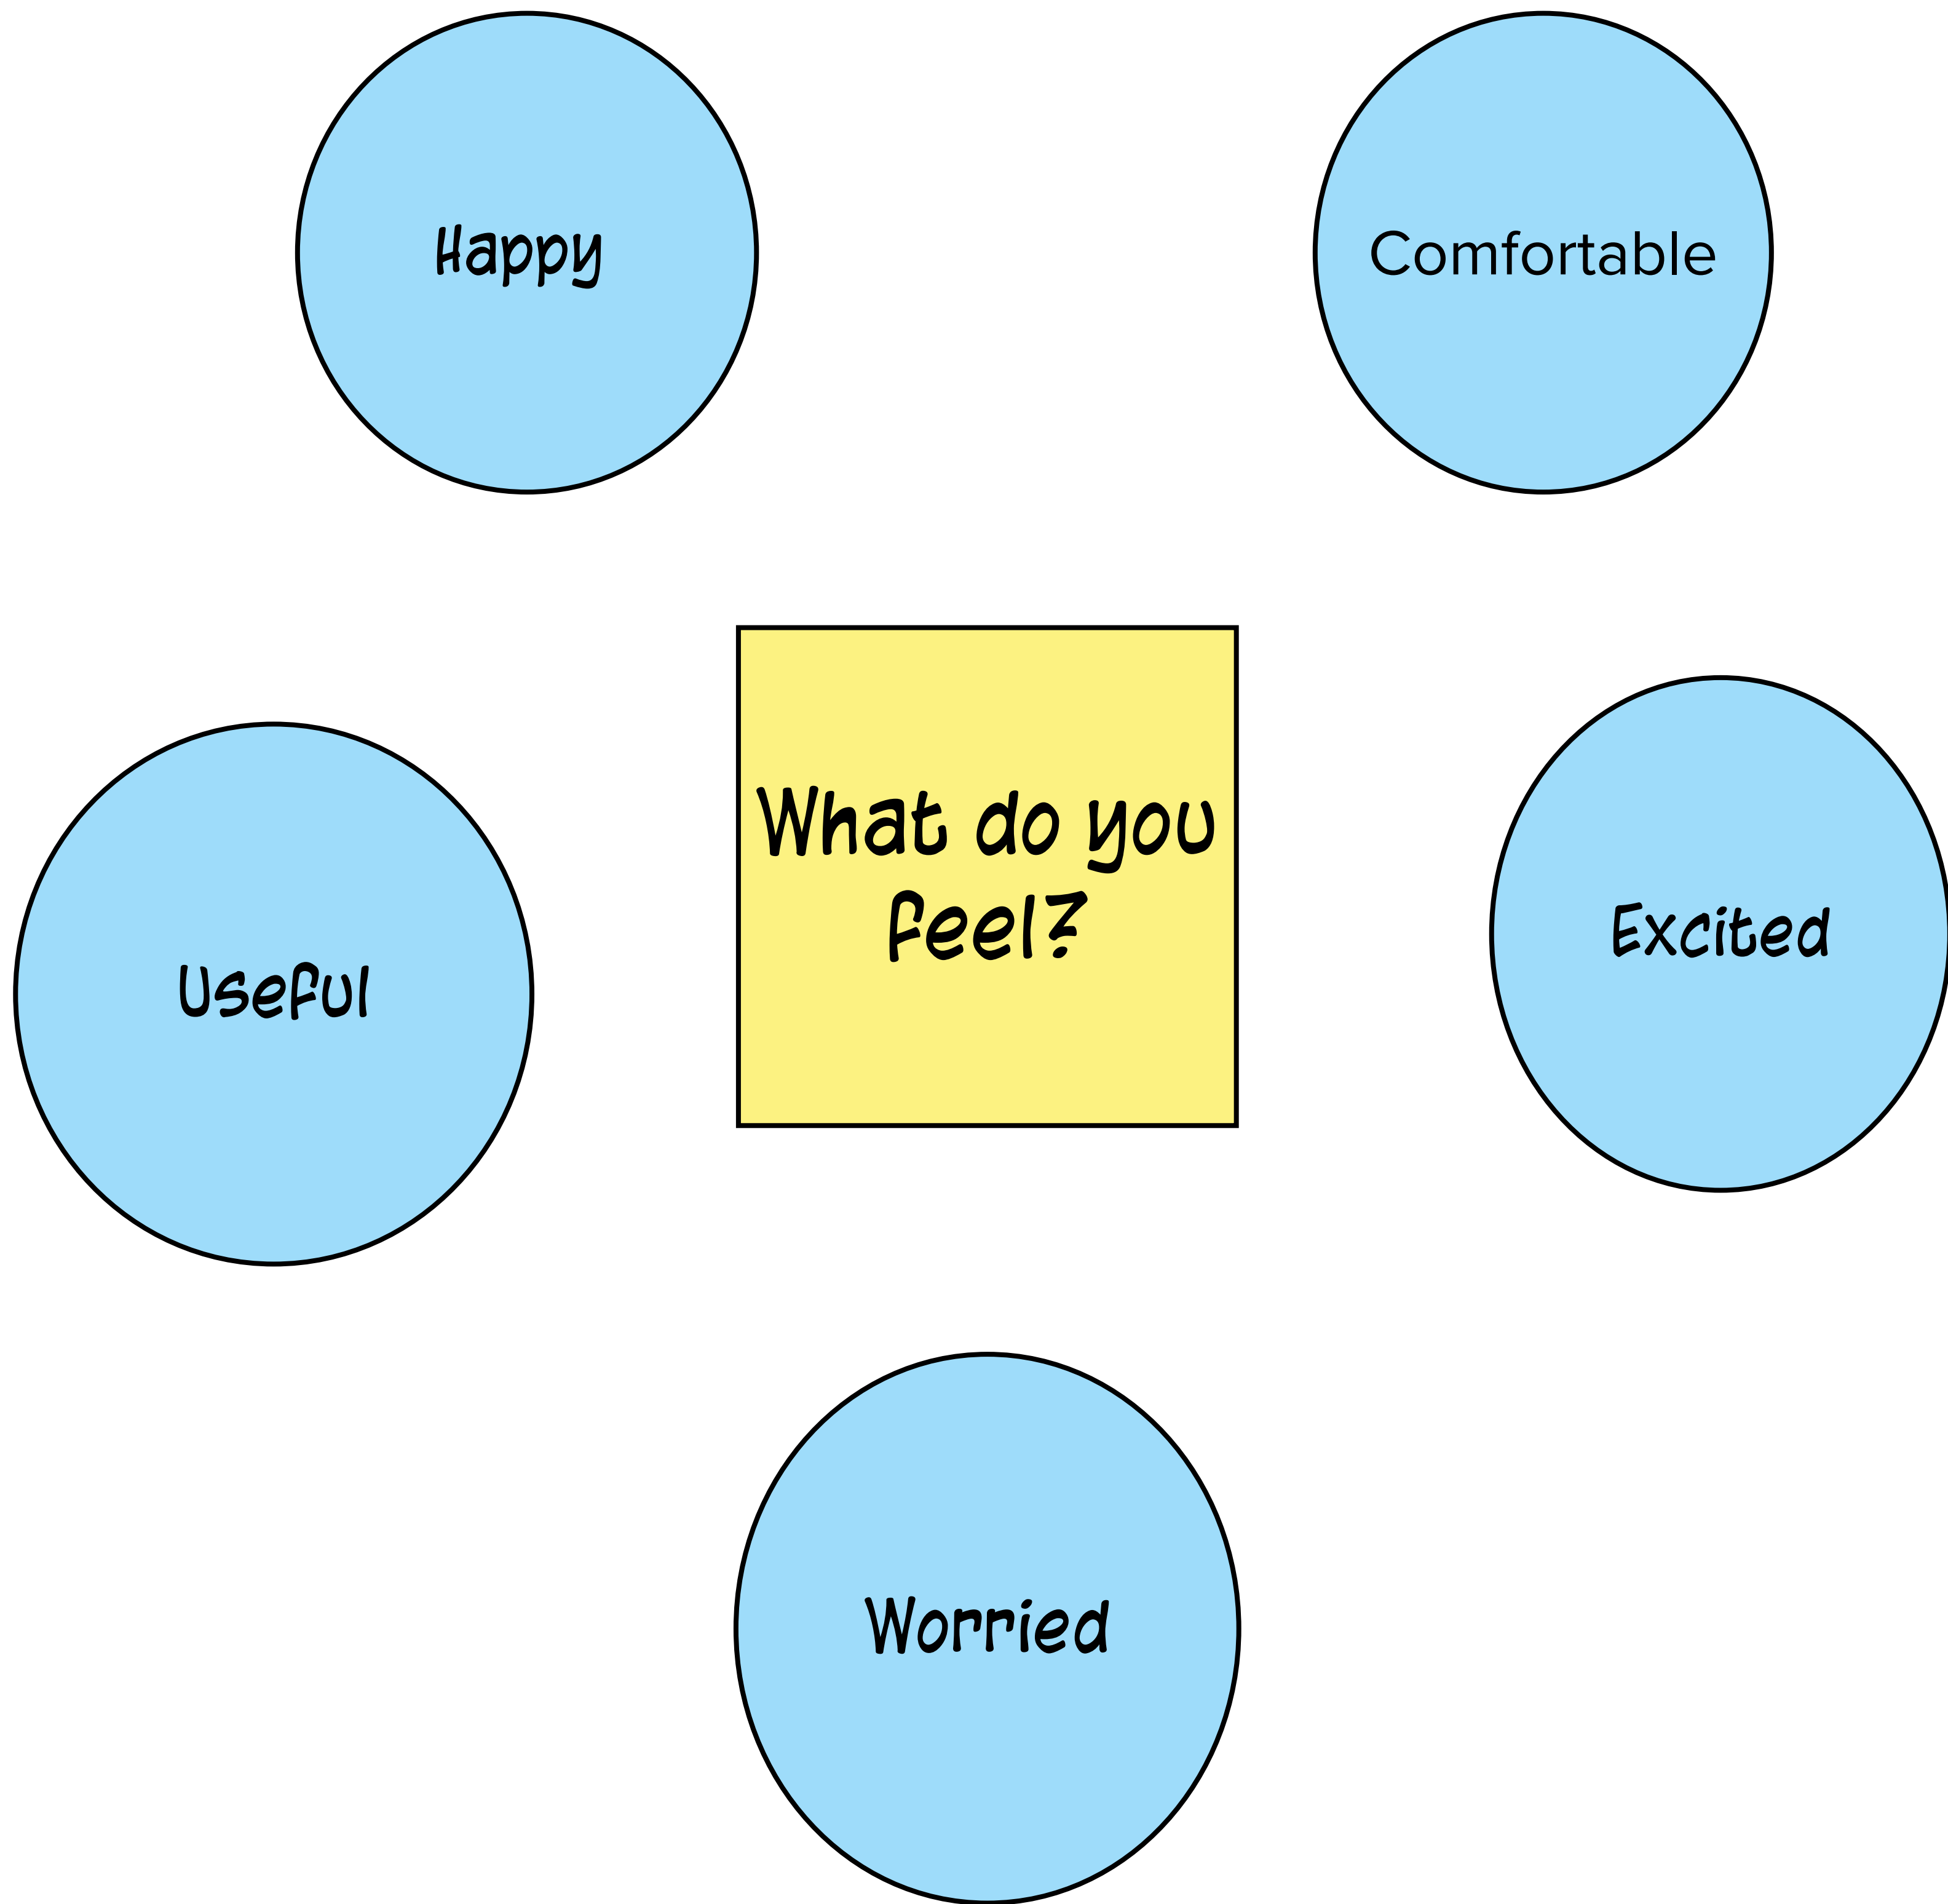 Happy
Comfortable
What do you
feel?
Useful
Excited
Worried